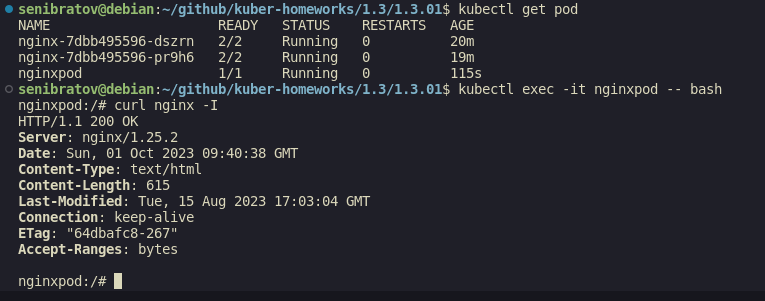 senibratov@debian:~/github/kuber-homeworks/1.3/1.3.01$ kubectl get pod
NAME                     READY   STATUS    RESTARTS   AGE
nginx-7dbb495596-dszrn   2/2     Running   0          20m
nginx-7dbb495596-pr9h6   2/2     Running   0          19m
nginxpod                 1/1     Running   0          115s
senibratov@debian:~/github/kuber-homeworks/1.3/1.3.01$ kubectl exec -it nginxpod -- bash
nginxpod:/# curl nginx -I
HTTP/1.1 200 OK
Server: nginx/1.25.2
Date: Sun, 01 Oct 2023 09:40:38 GMT
Content-Type: text/html
Content-Length: 615
Last-Modified: Tue, 15 Aug 2023 17:03:04 GMT
Connection: keep-alive
ETag: "64dbafc8-267"
Accept-Ranges: bytes
nginxpod:/#